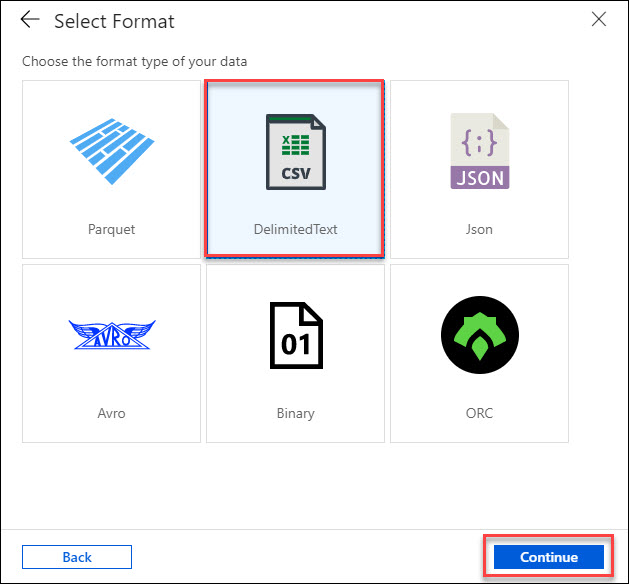 Select Format
Choose the format type of your data
CSV
{;}
JSON
Parquet
DelimitedText
Json
AVRO
01
Avro
Binary
ORC
Back
Continue